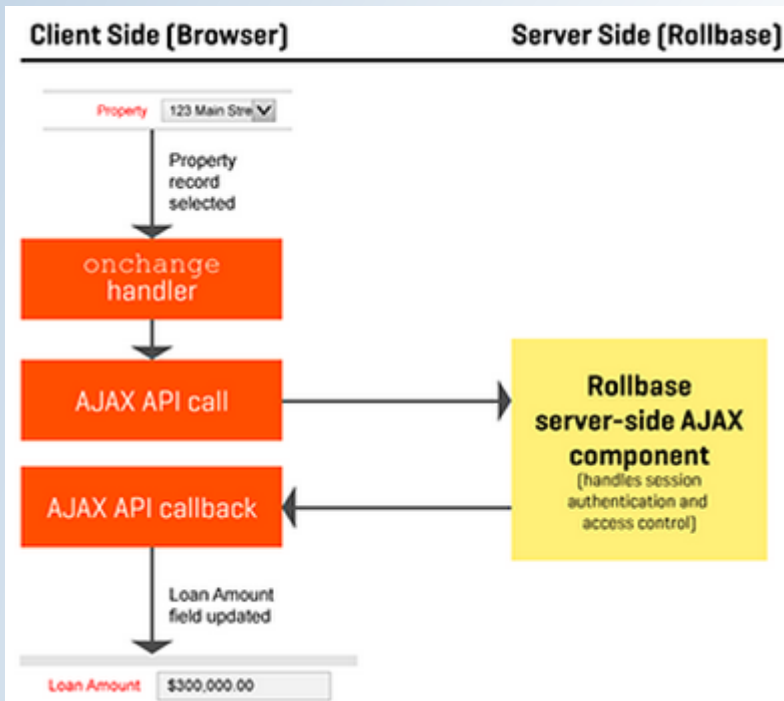 Client Side (Browser)
Server Side (Rollbase)
Property
123 Main Stre
Property
record
selected
onchange
handler
AJAX API call
Rollbase
server-side AJAX
component
(handles session
authentication and
access control)
AJAX API callback
Loan Amount
field updated
Loan Amount
$300,000.00